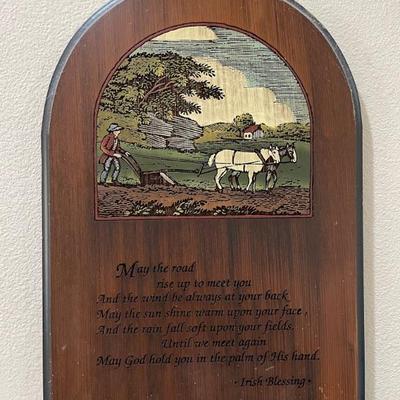 May the road
rise up to meet you
And the wind be always at your back
May the sun shine warm upon your face,
And the rain fall soft upon your fields.
Until we meet again
May God hold you in the palm of His hand.
· Irish Blessing ·